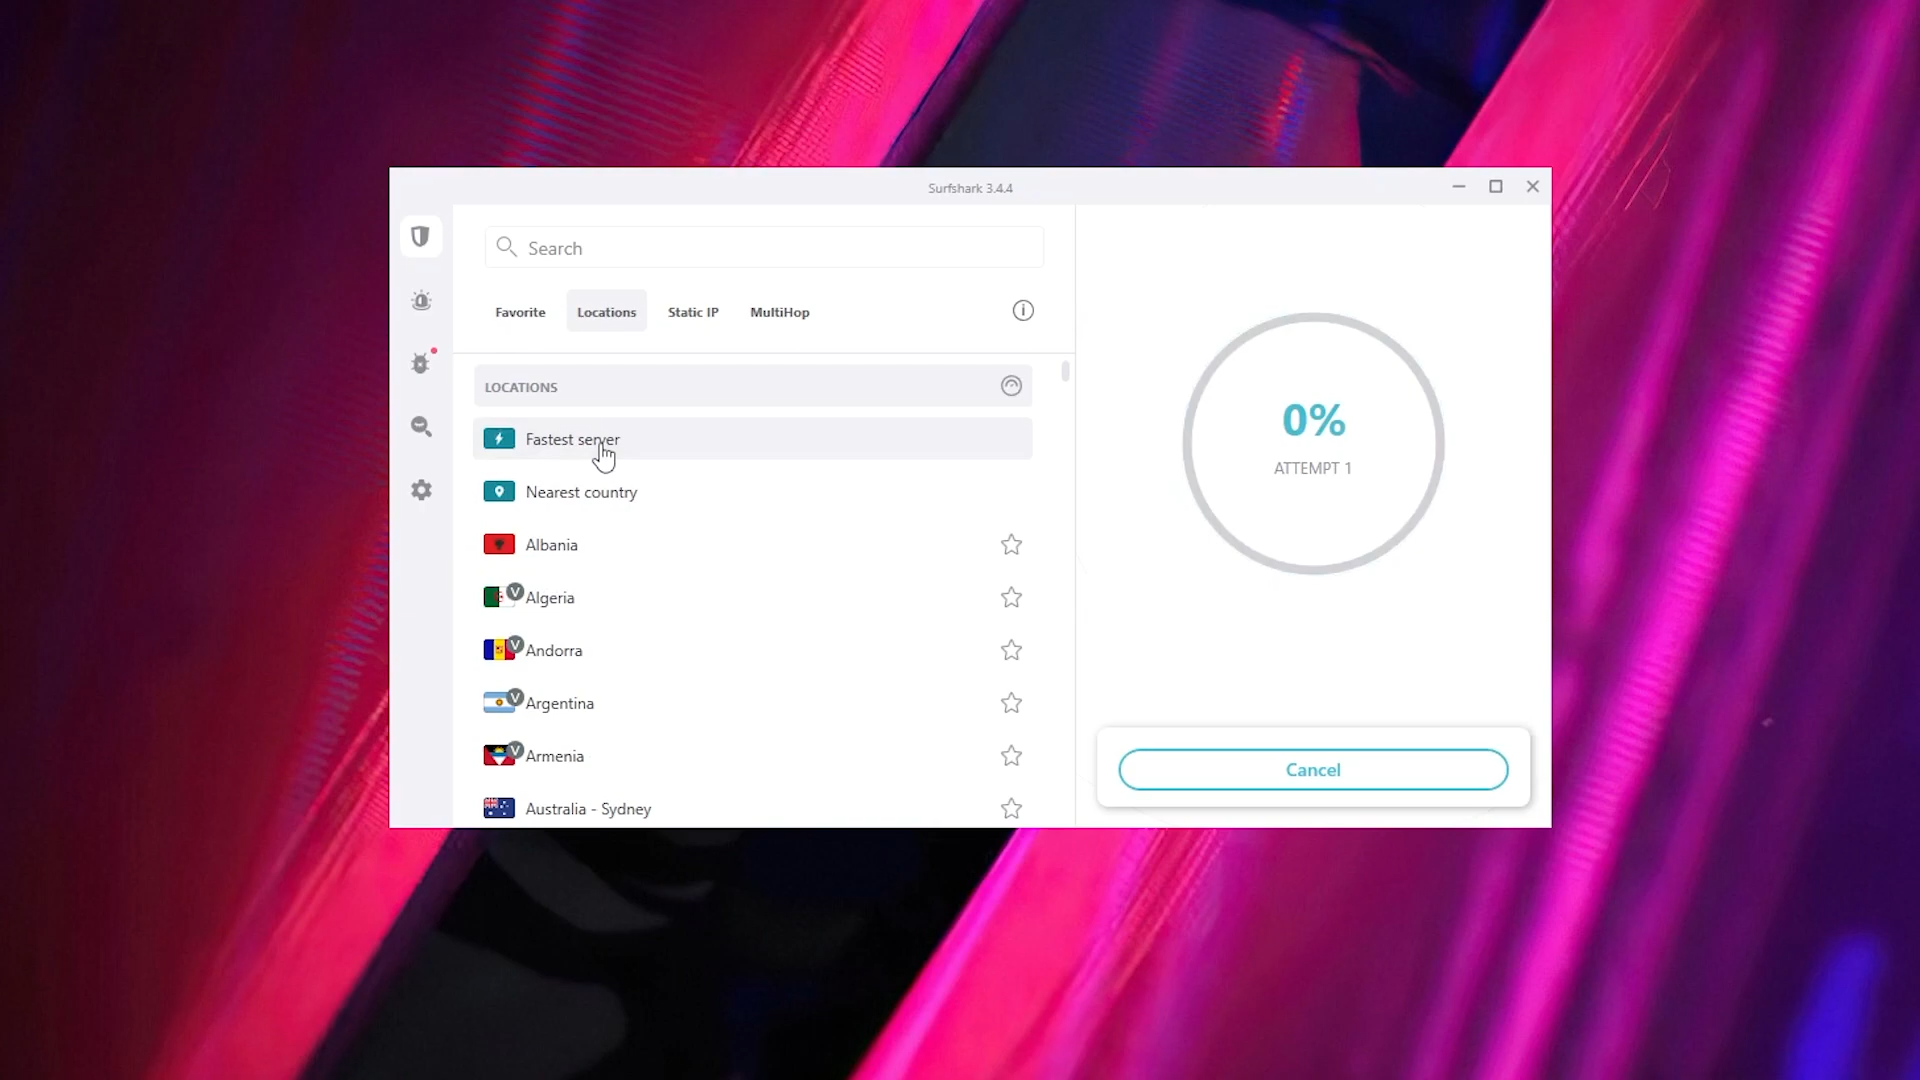 Surfshark 3.4.4
Search
Favorite
Locations
Static IP
MultiHop
LOCATIONS
Fastest server
Nearest country
Albania
V
Algeria
V
Andorra
V
Argentina
V
Armenia
Australia - Sydney
0%
ATTEMPT 1
Cancel